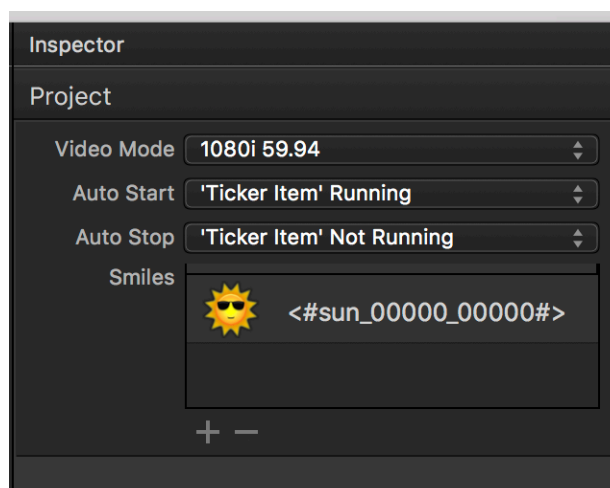 Inspector
Project
Video Mode 1080i 59.94
Auto Start 'Ticker Item' Running
Auto Stop 'Ticker Item' Not Running
Smiles
<#sun_00000_00000#>